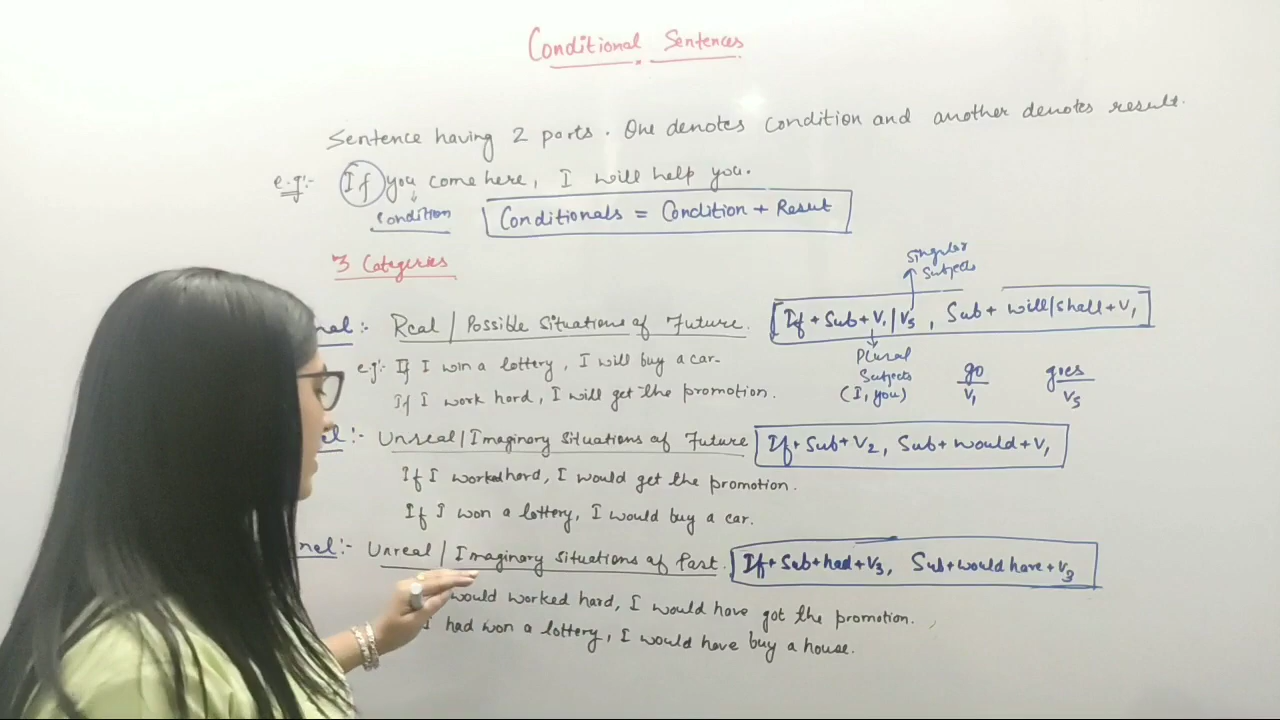 Conditional Sentences
Sentence having 2 parts. One denotes condition and another denotes result.
e.g:- If you come here, I will help you.
Condition
Conditionals = Condition + Result
3 Categories
Singular
Subjects
nal:- Real / Possible Situations of Future. If + Sub + V1 / V5, Sub + will/shall + V1
Plural
Subjects
(I, you)
go
V1
goes
V5
e.g:- If I win a lottery, I will buy a car.
If I work hard, I will get the promotion.
al:- Unreal / Imaginary Situations of Future If + Sub + V2, Sub + would + V1
If I worked hard, I would get the promotion.
If I won a lottery, I would buy a car.
nal:- Unreal / Imaginary Situations of Past. If + Sub + had + V3, Sub + would have + V3
would worked hard, I would have got the promotion.
I had won a lottery, I would have buy a house.